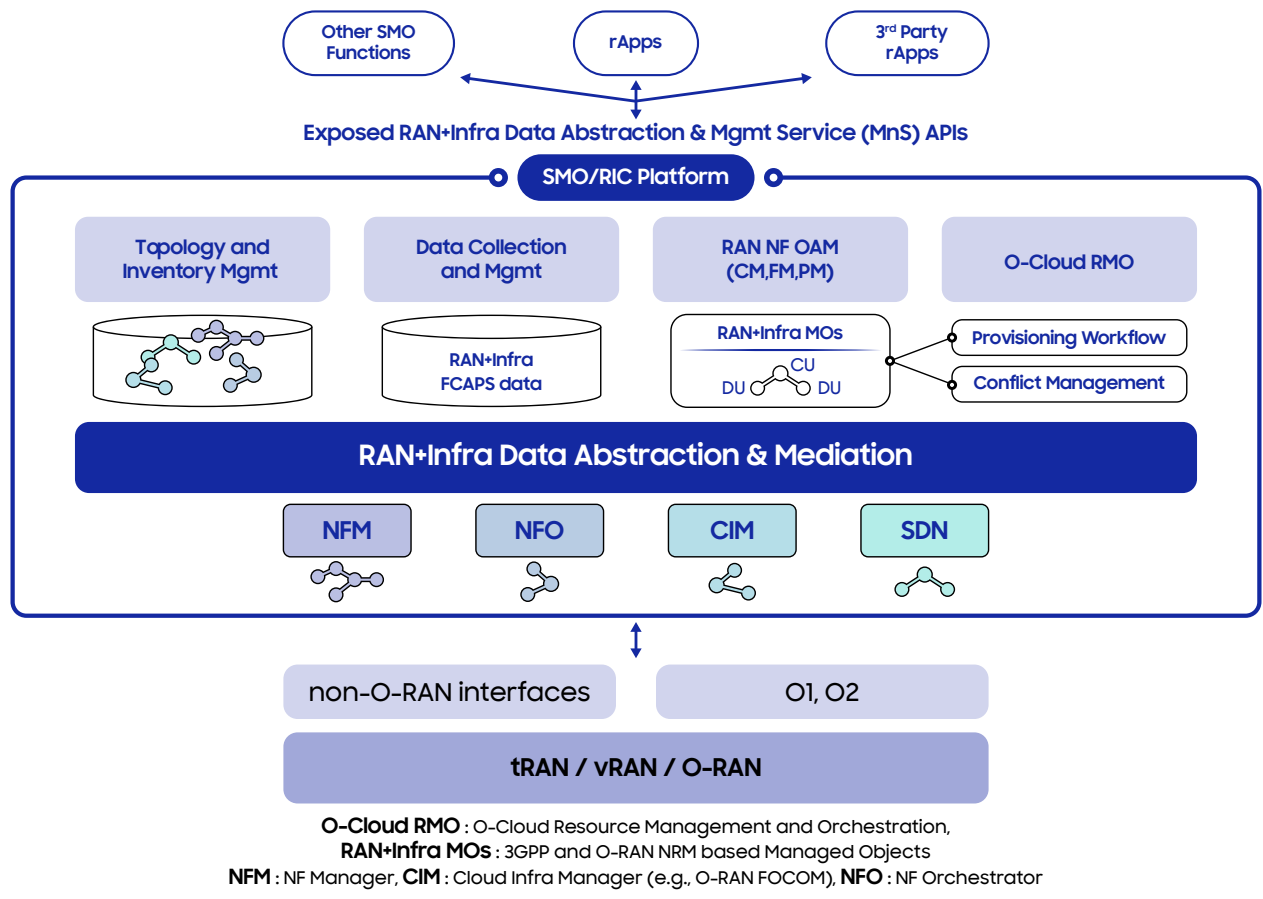 Other SMO
Functions
rApps
3rd Party
rApps
Exposed RAN+Infra Data Abstraction & Mgmt Service (MnS) APIs
SMO/RIC Platform
Topology and
Inventory Mgmt
Data Collection
and Mgmt
RAN NF OAM
(CM,FM,PM)
O-Cloud RMO
RAN+Infra
FCAPS data
RAN+Infra MOs
CU
DU
DU
Provisioning Workflow
Conflict Management
RAN+Infra Data Abstraction & Mediation
NFM
NFO
CIM
SDN
non-O-RAN interfaces
O1, O2
tRAN / vRAN / O-RAN
O-Cloud RMO : O-Cloud Resource Management and Orchestration,
RAN+Infra MOs : 3GPP and O-RAN NRM based Managed Objects
NFM : NF Manager, CIM : Cloud Infra Manager (e.g., O-RAN FOCOM), NFO : NF Orchestrator